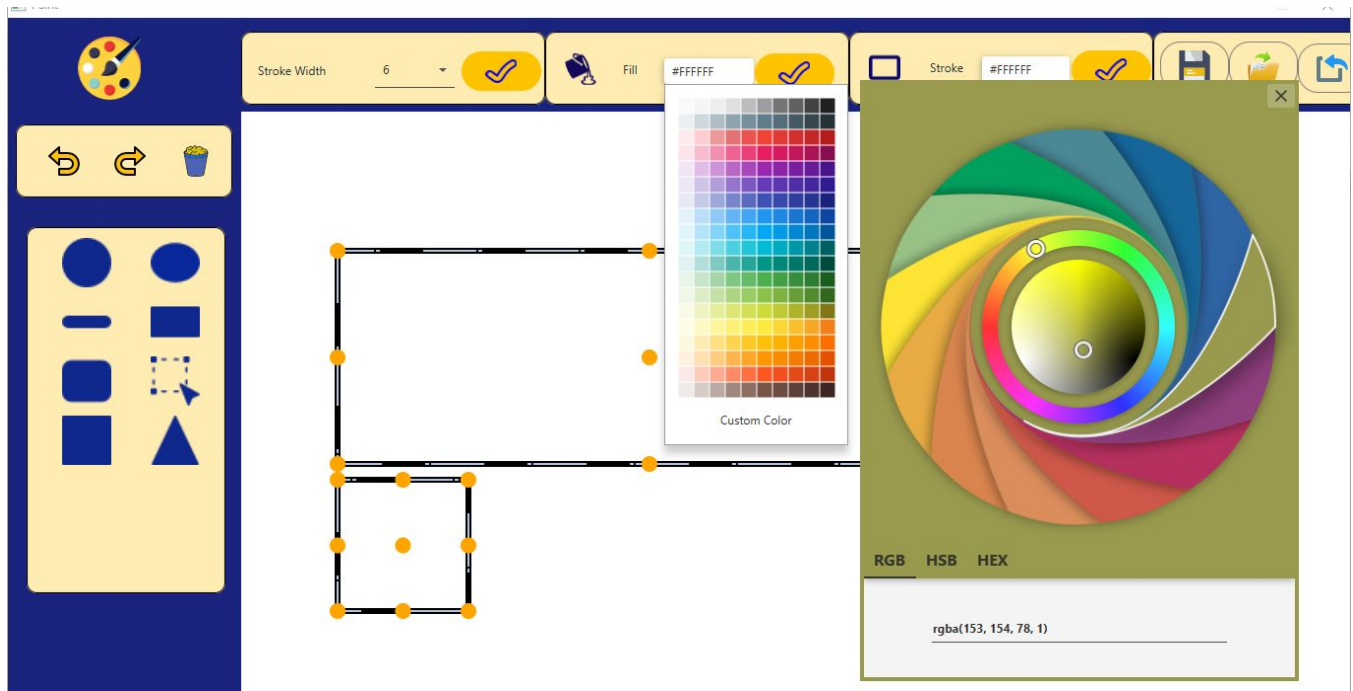 Stroke Width
6
Fill
#FFFFFF
Stroke
#FFFFFF
Custom Color
RGB HSB HEX
rgba(153, 154, 78, 1)